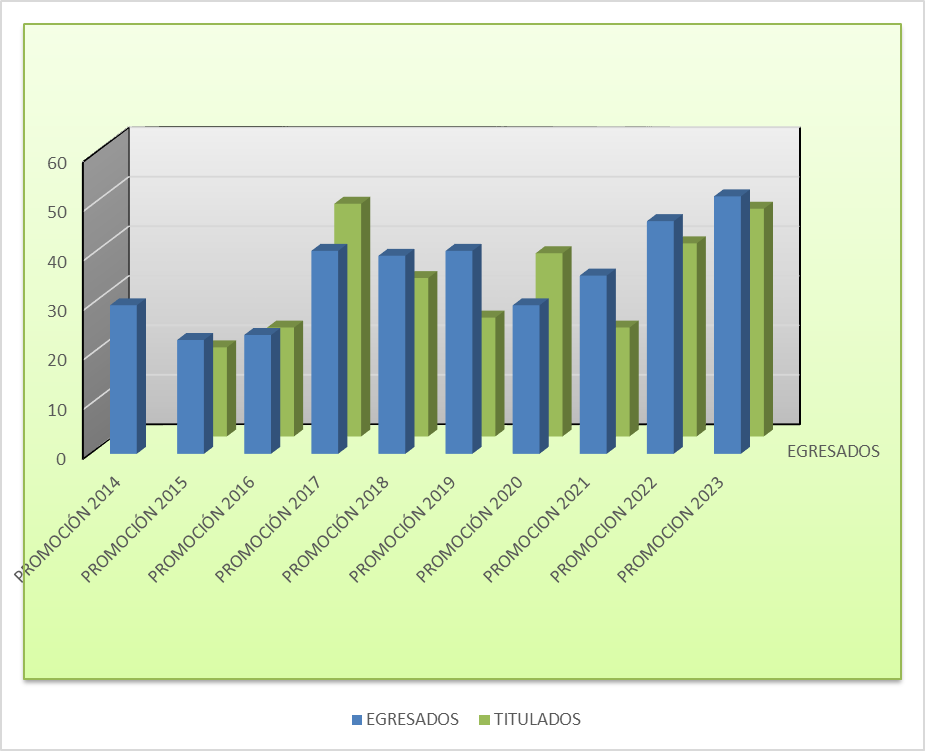 60
50
40
30
20
10
0
EGRESADOS
PROMOCIÓN 2014
PROMOCIÓN 2015
PROMOCIÓN 2016
PROMOCIÓN 2017
PROMOCIÓN 2018
PROMOCIÓN 2019
PROMOCIÓN 2020
PROMOCION 2021
PROMOCION 2022
PROMOCION 2023
EGRESADOS TITULADOS